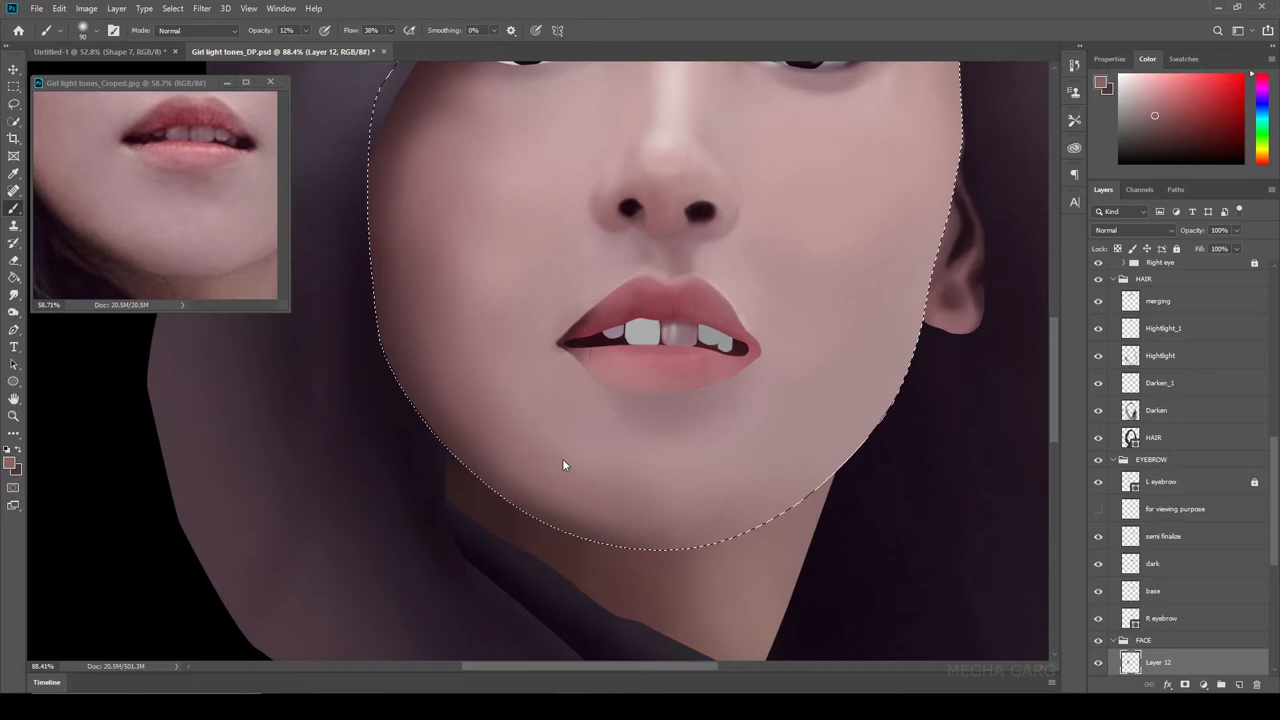 Ps File Edit Image Layer Type Select Filter 3D View Window Help
90 Mode: Normal Opacity: 12% Flow: 38% Smoothing: 0%
Untitled-1 @ 52.8% (Shape 7, RGB/8) * × Girl light tones_DP.psd @ 88.4% (Layer 12, RGB/8#) * ×
Girl light tones_Croped.jpg @ 58.7% (RGB/8#)
58.71% Doc: 20.5M/20.5M
Properties Color Swatches
Layers Channels Paths
Kind
Normal Opacity: 100%
Lock: Fill: 100%
Right eye
HAIR
merging
Hightlight_1
Hightlight
Darken_1
Darken
HAIR
EYEBROW
L eyebrow
for viewing purpose
semi finalize
dark
base
R eyebrow
FACE
Layer 12
88.41% Doc: 20.5M/501.3M
MEGHA GARG
Timeline